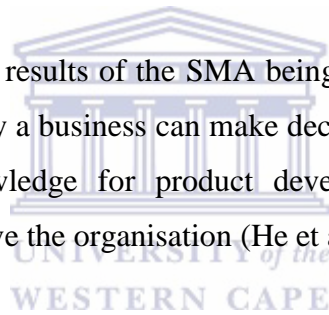 results of the SMA being
a business can make dec
wledge for product deve
ve the organisation (He et a
UNIVERSITY of the
WESTERN CAPE